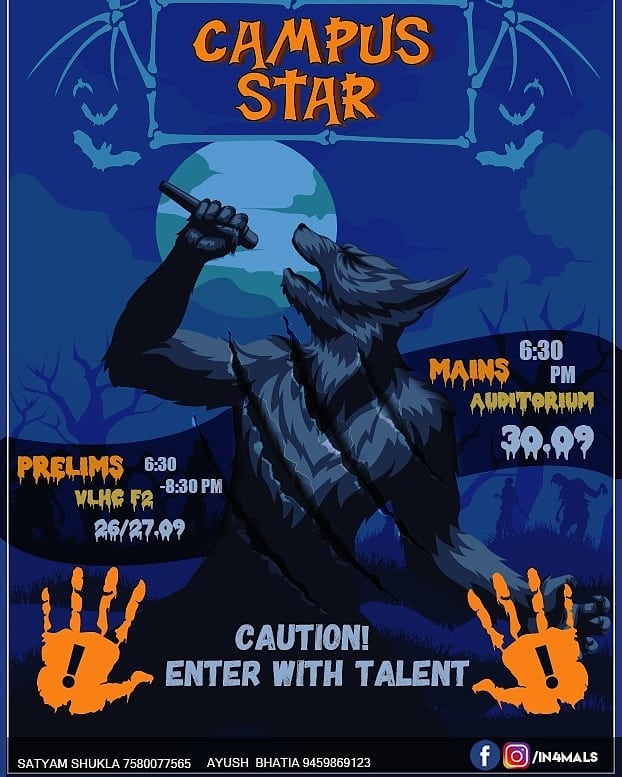 CAMPUS
STAR
MAINS 6:30
PM
AUDITORIUM
30.09
PRELIMS 6:30
-8:30 PM
VLHC F2
26/27.09
CAUTION!
ENTER WITH TALENT
! !
SATYAM SHUKLA 7580077565 AYUSH BHATIA 9459869123
/IN4MALS